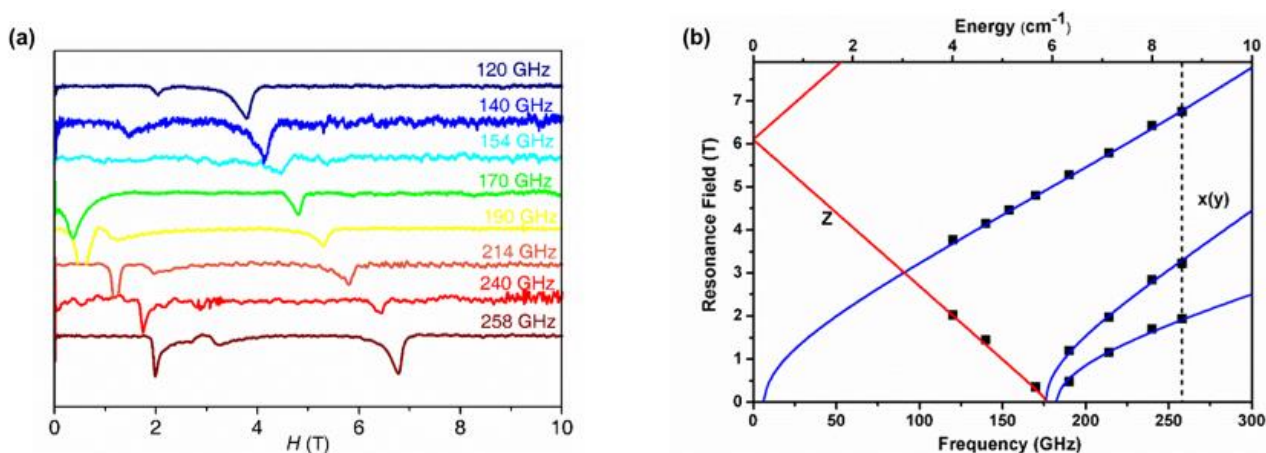 (a)
120 GHz
140 GHz
154 GHz
170 GHz
190 GHz
214 GHz
240 GHz
258 GHz
0 2 4 6 8 10
H (T)
(b)
Energy (cm⁻¹)
0 2 4 6 8 10
Resonance Field (T)
7
6
5
4
3
2
1
0
Z
x(y)
0 50 100 150 200 250 300
Frequency (GHz)